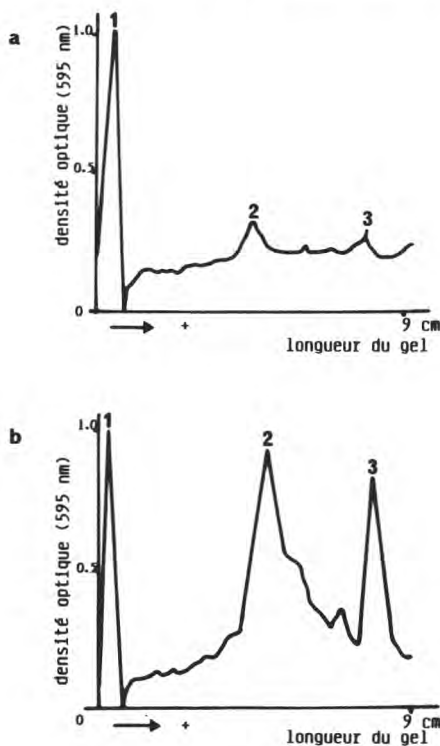 a
densité optique (595 nm)
1.0
0.5
0
1
2
3
+
9 cm
longueur du gel
b
densité optique (595 nm)
1.0
0.5
0
1
2
3
+
9 cm
longueur du gel